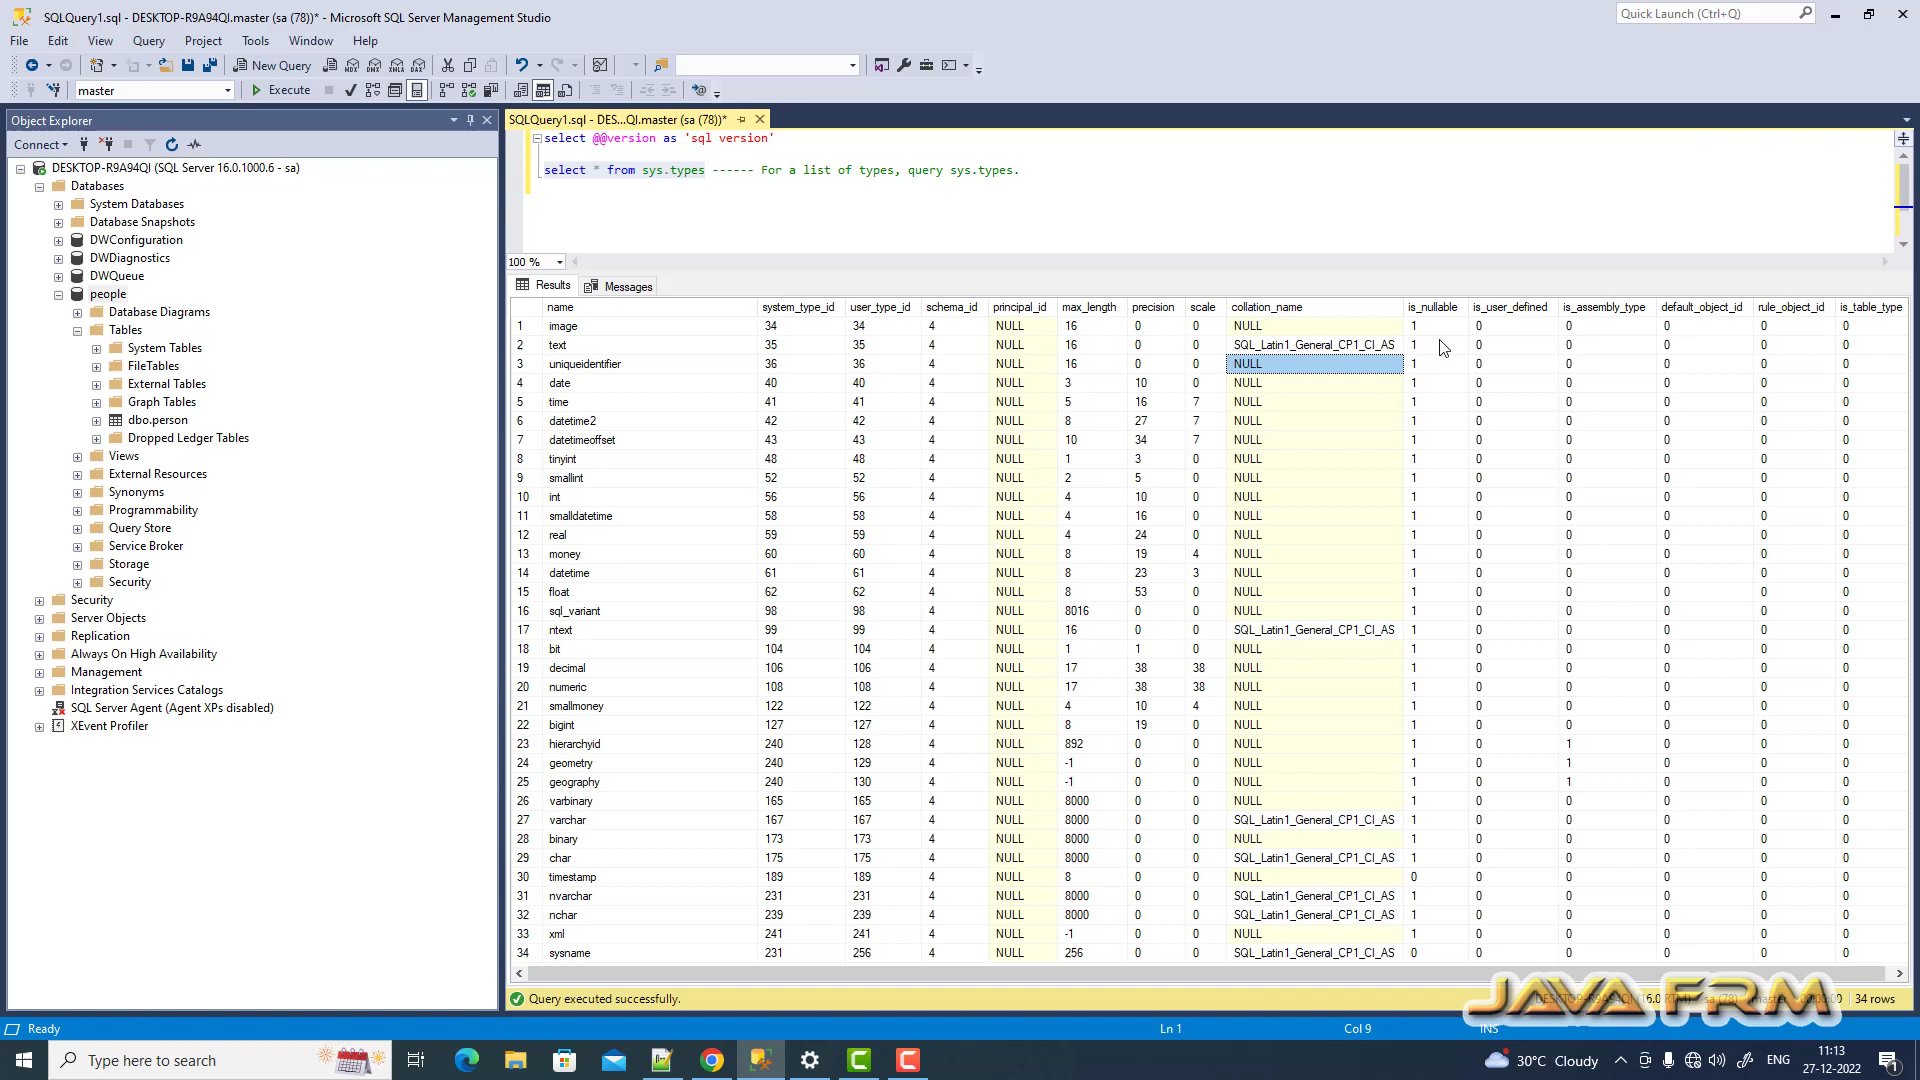 SQLQuery1.sql - DESKTOP-R9A94QI.master (sa (78))* - Microsoft SQL Server Management Studio
Quick Launch (Ctrl+Q)
File Edit View Query Project Tools Window Help
New Query
master Execute
Object Explorer
Connect
DESKTOP-R9A94QI (SQL Server 16.0.1000.6 - sa)
Databases
System Databases
Database Snapshots
DWConfiguration
DWDiagnostics
DWQueue
people
Database Diagrams
Tables
System Tables
FileTables
External Tables
Graph Tables
dbo.person
Dropped Ledger Tables
Views
External Resources
Synonyms
Programmability
Query Store
Service Broker
Storage
Security
Security
Server Objects
Replication
Always On High Availability
Management
Integration Services Catalogs
SQL Server Agent (Agent XPs disabled)
XEvent Profiler
SQLQuery1.sql - DES...QI.master (sa (78))*
select @@version as 'sql version'
select * from sys.types ------ For a list of types, query sys.types.
100 %
Results Messages
name system_type_id user_type_id schema_id principal_id max_length precision scale collation_name is_nullable is_user_defined is_assembly_type default_object_id rule_object_id is_table_type
1 image 34 34 4 NULL 16 0 0 NULL 1 0 0 0 0 0
2 text 35 35 4 NULL 16 0 0 SQL_Latin1_General_CP1_CI_AS 1 0 0 0 0 0
3 uniqueidentifier 36 36 4 NULL 16 0 0 NULL 1 0 0 0 0 0
4 date 40 40 4 NULL 3 10 0 NULL 1 0 0 0 0 0
5 time 41 41 4 NULL 5 16 7 NULL 1 0 0 0 0 0
6 datetime2 42 42 4 NULL 8 27 7 NULL 1 0 0 0 0 0
7 datetimeoffset 43 43 4 NULL 10 34 7 NULL 1 0 0 0 0 0
8 tinyint 48 48 4 NULL 1 3 0 NULL 1 0 0 0 0 0
9 smallint 52 52 4 NULL 2 5 0 NULL 1 0 0 0 0 0
10 int 56 56 4 NULL 4 10 0 NULL 1 0 0 0 0 0
11 smalldatetime 58 58 4 NULL 4 16 0 NULL 1 0 0 0 0 0
12 real 59 59 4 NULL 4 24 0 NULL 1 0 0 0 0 0
13 money 60 60 4 NULL 8 19 4 NULL 1 0 0 0 0 0
14 datetime 61 61 4 NULL 8 23 3 NULL 1 0 0 0 0 0
15 float 62 62 4 NULL 8 53 0 NULL 1 0 0 0 0 0
16 sql_variant 98 98 4 NULL 8016 0 0 NULL 1 0 0 0 0 0
17 ntext 99 99 4 NULL 16 0 0 SQL_Latin1_General_CP1_CI_AS 1 0 0 0 0 0
18 bit 104 104 4 NULL 1 1 0 NULL 1 0 0 0 0 0
19 decimal 106 106 4 NULL 17 38 38 NULL 1 0 0 0 0 0
20 numeric 108 108 4 NULL 17 38 38 NULL 1 0 0 0 0 0
21 smallmoney 122 122 4 NULL 4 10 4 NULL 1 0 0 0 0 0
22 bigint 127 127 4 NULL 8 19 0 NULL 1 0 0 0 0 0
23 hierarchyid 240 128 4 NULL 892 0 0 NULL 1 0 1 0 0 0
24 geometry 240 129 4 NULL -1 0 0 NULL 1 0 1 0 0 0
25 geography 240 130 4 NULL -1 0 0 NULL 1 0 1 0 0 0
26 varbinary 165 165 4 NULL 8000 0 0 NULL 1 0 0 0 0 0
27 varchar 167 167 4 NULL 8000 0 0 SQL_Latin1_General_CP1_CI_AS 1 0 0 0 0 0
28 binary 173 173 4 NULL 8000 0 0 NULL 1 0 0 0 0 0
29 char 175 175 4 NULL 8000 0 0 SQL_Latin1_General_CP1_CI_AS 1 0 0 0 0 0
30 timestamp 189 189 4 NULL 8 0 0 NULL 0 0 0 0 0 0
31 nvarchar 231 231 4 NULL 8000 0 0 SQL_Latin1_General_CP1_CI_AS 1 0 0 0 0 0
32 nchar 239 239 4 NULL 8000 0 0 SQL_Latin1_General_CP1_CI_AS 1 0 0 0 0 0
33 xml 241 241 4 NULL -1 0 0 NULL 1 0 0 0 0 0
34 sysname 231 256 4 NULL 256 0 0 SQL_Latin1_General_CP1_CI_AS 0 0 0 0 0 0
Query executed successfully. DESKTOP-R9A94QI (16.0 RTM) sa (78) master 00:00:00 34 rows
JAVA FRM
Ready Ln 1 Col 9 INS
Type here to search
30°C Cloudy ENG 11:13
27-12-2022
1